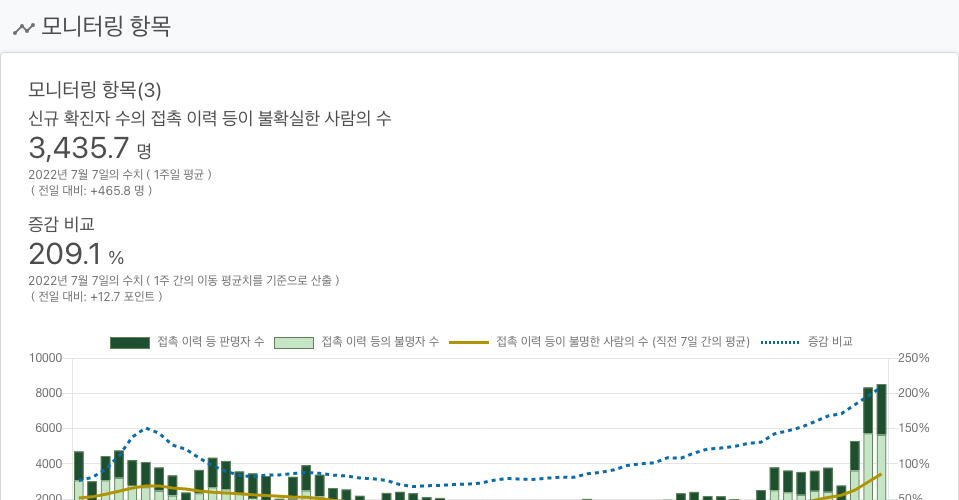 모니터링 항목
모니터링 항목(3)
신규 확진자 수의 접촉 이력 등이 불확실한 사람의 수
3,435.7 명
2022년 7월 7일의 수치 ( 1주일 평균 )
( 전일 대비: +465.8 명 )
증감 비교
209.1 %
2022년 7월 7일의 수치 ( 1주 간의 이동 평균치를 기준으로 산출 )
( 전일 대비: +12.7 포인트 )
접촉 이력 등 판명자 수 접촉 이력 등의 불명자 수 접촉 이력 등이 불명한 사람의 수 (직전 7일 간의 평균) 증감 비교
10000 250%
8000 200%
6000 150%
4000 100%
2000 50%